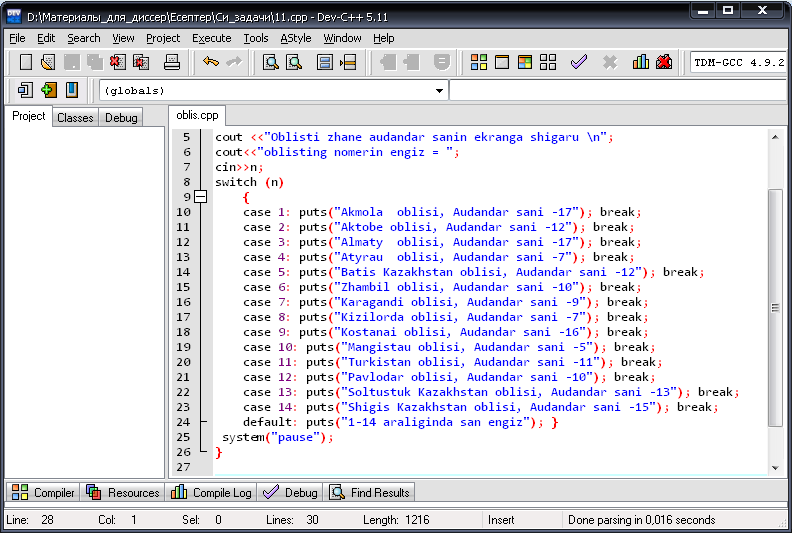 D:\Материалы_для_диссер\Есептер\Си_задачи\11.cpp - Dev-C++ 5.11
File Edit Search View Project Execute Tools AStyle Window Help
TDM-GCC 4.9.2
(globals)
Project Classes Debug oblis.cpp
5 cout <<"Oblisti zhane audandar sanin ekranga shigaru \n";
6 cout<<"oblisting nomerin engiz = ";
7 cin>>n;
8 switch (n)
9 {
10 case 1: puts("Akmola  oblisi, Audandar sani -17"); break;
11 case 2: puts("Aktobe oblisi, Audandar sani -12"); break;
12 case 3: puts("Almaty  oblisi, Audandar sani -17"); break;
13 case 4: puts("Atyrau  oblisi, Audandar sani -7"); break;
14 case 5: puts("Batis Kazakhstan oblisi, Audandar sani -12"); break;
15 case 6: puts("Zhambil oblisi, Audandar sani -10"); break;
16 case 7: puts("Karagandi oblisi, Audandar sani -9"); break;
17 case 8: puts("Kizilorda oblisi, Audandar sani -7"); break;
18 case 9: puts("Kostanai oblisi, Audandar sani -16"); break;
19 case 10: puts("Mangistau oblisi, Audandar sani -5"); break;
20 case 11: puts("Turkistan oblisi, Audandar sani -11"); break;
21 case 12: puts("Pavlodar oblisi, Audandar sani -10"); break;
22 case 13: puts("Soltustuk Kazakhstan oblisi, Audandar sani -13"); break;
23 case 14: puts("Shigis Kazakhstan oblisi, Audandar sani -15"); break;
24 default: puts("1-14 araliginda san engiz"); }
25 system("pause");
26 }
27
Compiler Resources Compile Log Debug Find Results
Line: 28 Col: 1 Sel: 0 Lines: 30 Length: 1216 Insert Done parsing in 0,016 seconds